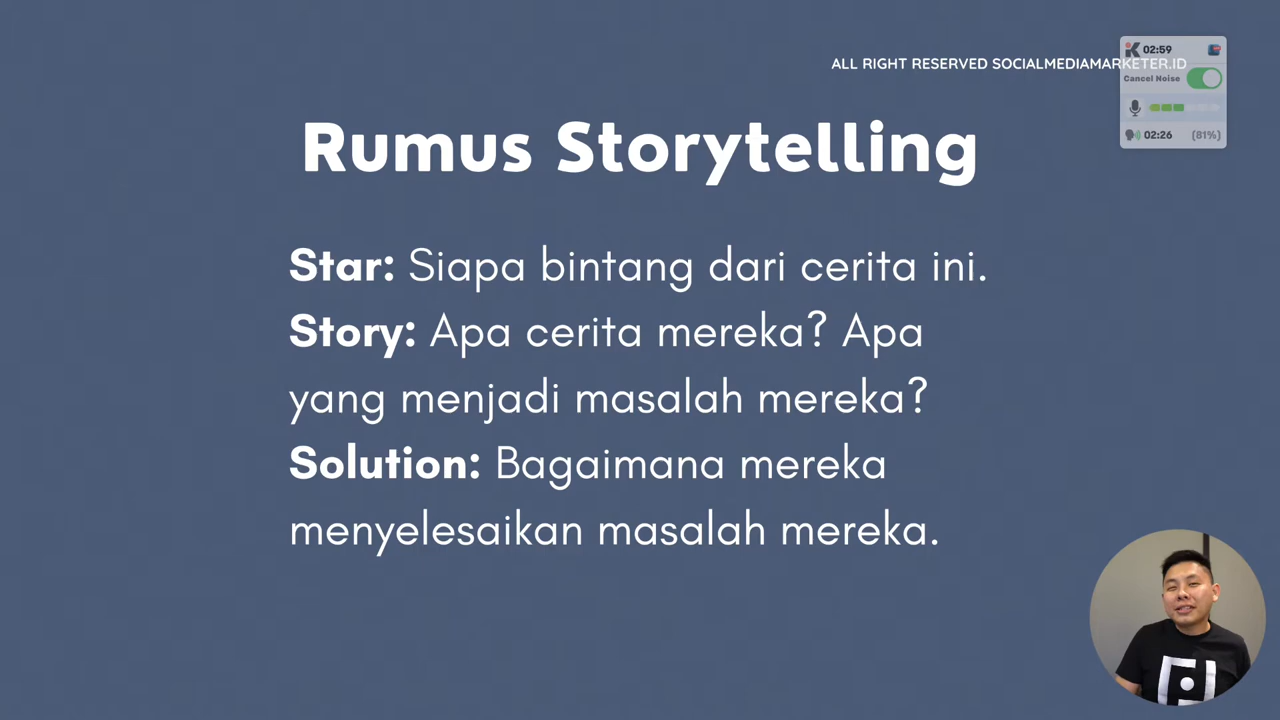 ALL RIGHT RESERVED SOCIALMEDIAMARKETER.ID
02:59
Cancel Noise
02:26 (81%)
Rumus Storytelling
Star: Siapa bintang dari cerita ini.
Story: Apa cerita mereka? Apa
yang menjadi masalah mereka?
Solution: Bagaimana mereka
menyelesaikan masalah mereka.